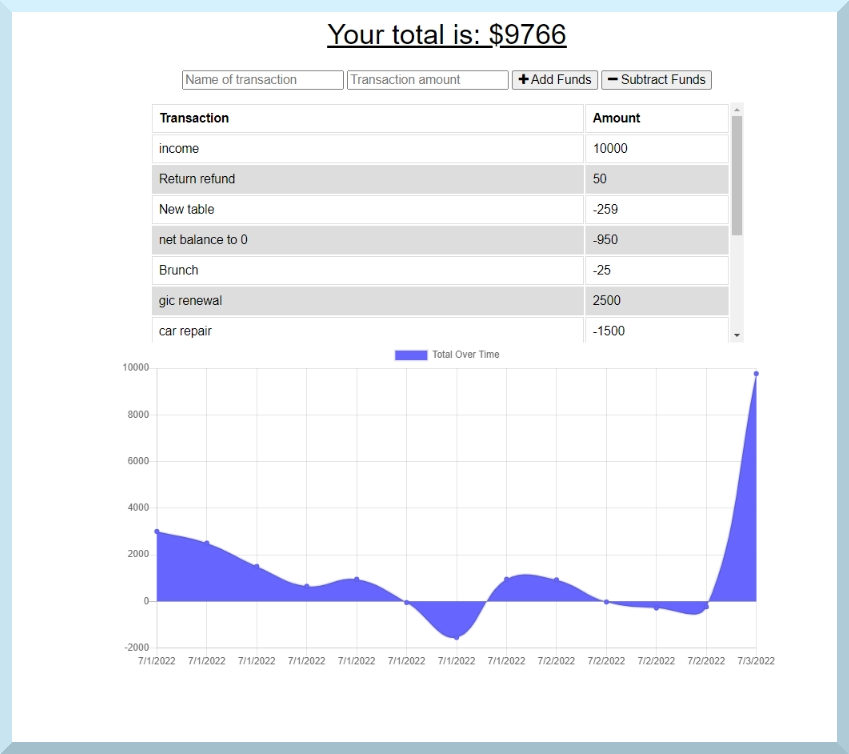 Your total is: $9766
Name of transaction Transaction amount Add Funds Subtract Funds
Transaction Amount
income 10000
Return refund 50
New table -259
net balance to 0 -950
Brunch -25
gic renewal 2500
car repair -1500
Total Over Time
10000
8000
6000
4000
2000
0
-2000
7/1/2022 7/1/2022 7/1/2022 7/1/2022 7/1/2022 7/1/2022 7/1/2022 7/1/2022 7/2/2022 7/2/2022 7/2/2022 7/2/2022 7/3/2022